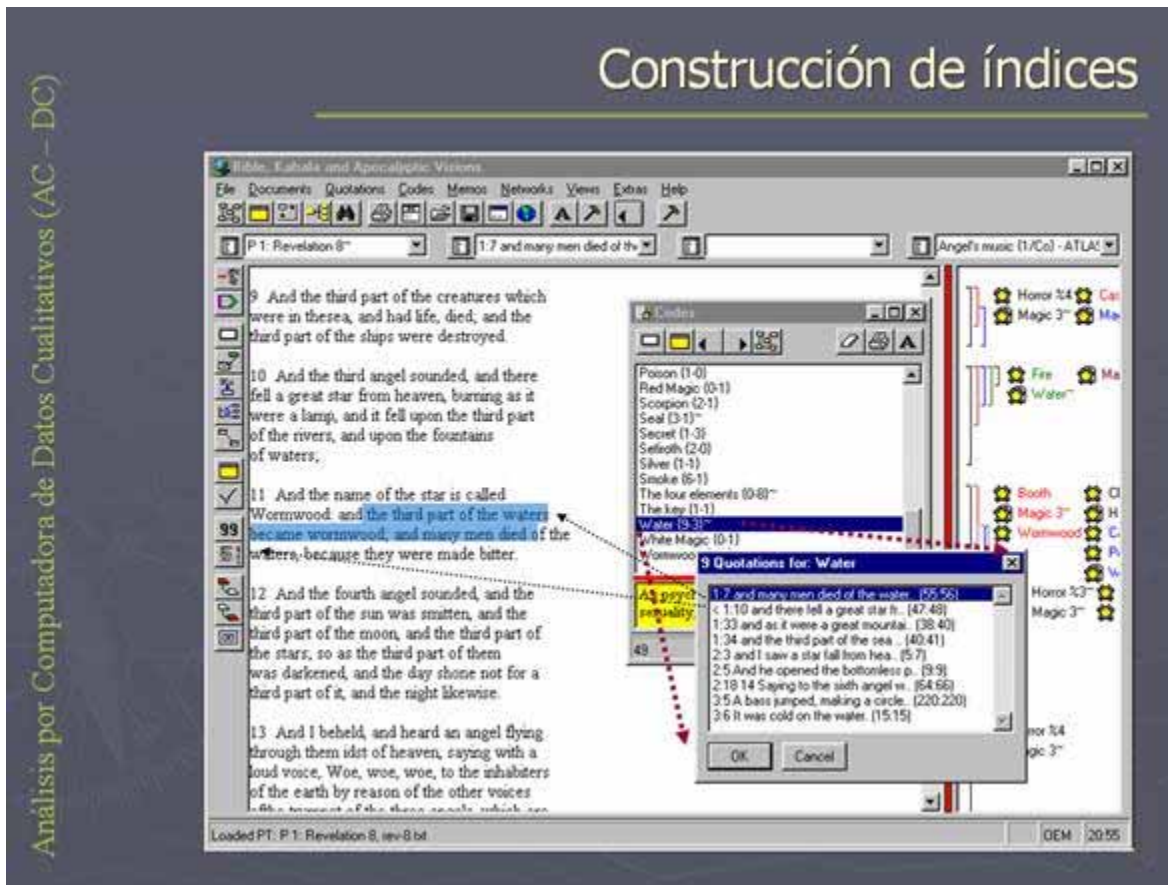 Construcción de índices
Análisis por Computadora de Datos Cualitativos (AC – DC)
Bible, Kabala and Apocalyptic Visions
File Documents Quotations Codes Memos Networks Views Extras Help
P 1: Revelation 8~
1:7 and many men died of th
Angel's music {1/Co} - ATLA
9 And the third part of the creatures which
were in thesea, and had life, died; and the
third part of the ships were destroyed.
10 And the third angel sounded, and there
fell a great star from heaven, burning as it
were a lamp, and it fell upon the third part
of the rivers, and upon the fountains
of waters;
11 And the name of the star is called
Wormwood: and the third part of the waters
became wormwood; and many men died of the
waters, because they were made bitter.
12 And the fourth angel sounded, and the
third part of the sun was smitten, and the
third part of the moon, and the third part of
the stars; so as the third part of them
was darkened, and the day shone not for a
third part of it, and the night likewise.
13 And I beheld, and heard an angel flying
through them idst of heaven, saying with a
loud voice, Woe, woe, woe, to the inhabiters
of the earth by reason of the other voices
Codes
Poison {1-0}
Red Magic {0-1}
Scorpion {2-1}
Seal {3-1}~
Secret {1-3}
Sefiroth {2-0}
Silver {1-1}
Smoke {6-1}
The four elements {0-8}~
The key {1-1}
Water {9-3}~
White Magic {0-1}
Wormwoo
49
9 Quotations for: Water
1:7 and many men died of the water.. (55:56)
< 1:10 and there fell a great star fr.. (47:48)
1:33 and as it were a great mountai.. (38:40)
1:34 and the third part of the sea .. (40:41)
2:3 and I saw a star fall from hea.. (5:7)
2:5 And he opened the bottomless p.. (9:9)
2:18 14 Saying to the sixth angel w.. (64:66)
3:5 A bass jumped, making a circle.. (220:220)
3:6 It was cold on the water. (15:15)
OK Cancel
Horror %4
Magic 3~
Fire Ma
Water~
Booth
Magic 3~ H
Wormwood
Horror %3~
Magic 3~
ror %4
gic 3~
Loaded PT: P 1: Revelation 8, rev-8.txt
OEM 20:55